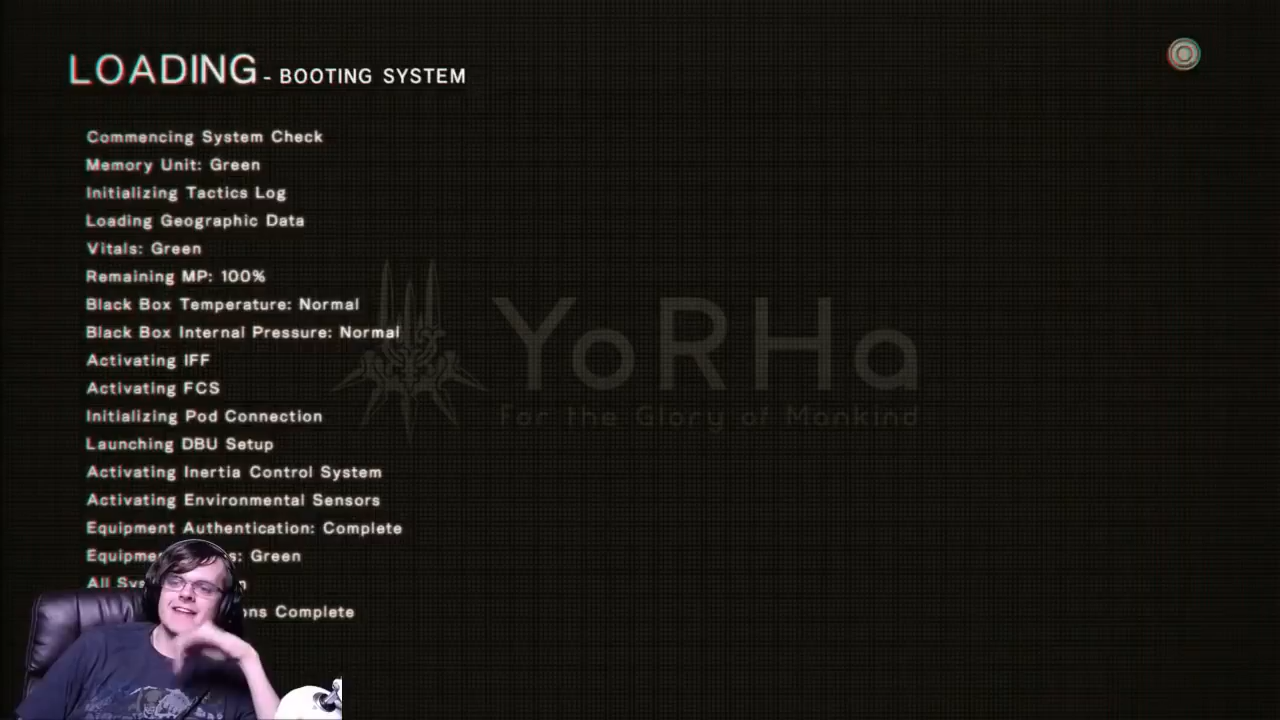 LOADING - BOOTING SYSTEM
Commencing System Check
Memory Unit: Green
Initializing Tactics Log
Loading Geographic Data
Vitals: Green
Remaining MP: 100%
Black Box Temperature: Normal
Black Box Internal Pressure: Normal
Activating IFF
Activating FCS
Initializing Pod Connection
Launching DBU Setup
Activating Inertia Control System
Activating Environmental Sensors
Equipment Authentication: Complete
Green
All
Complete
YoRHa
For the Glory of Mankind